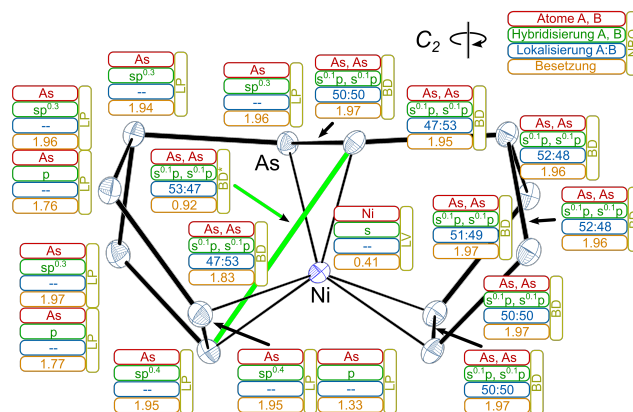 C₂
Atome A, B
Hybridisierung A, B
Lokalisierung A:B
Besetzung
NBO
As
sp⁰·³
--
1.94
LP
As
sp⁰·³
--
1.96
LP
As, As
s⁰·¹p, s⁰·¹p
50:50
1.97
BD
As
sp⁰·³
--
1.96
LP
As, As
s⁰·¹p, s⁰·¹p
47:53
1.95
BD
As, As
s⁰·¹p, s⁰·¹p
52:48
1.96
BD
As
p
--
1.76
LP
As, As
s⁰·¹p, s⁰·¹p
53:47
0.92
BD*
As
As, As
s⁰·¹p, s⁰·¹p
52:48
1.96
BD
As, As
s⁰·¹p, s⁰·¹p
51:49
1.97
BD
Ni
s
--
0.41
LV
As, As
s⁰·¹p, s⁰·¹p
47:53
1.83
BD
As
sp⁰·³
--
1.97
LP
Ni
As, As
s⁰·¹p, s⁰·¹p
50:50
1.97
BD
As
p
--
1.77
LP
As
sp⁰·⁴
--
1.95
LP
As
sp⁰·⁴
--
1.95
LP
As
p
--
1.33
LP
As, As
s⁰·¹p, s⁰·¹p
50:50
1.97
BD